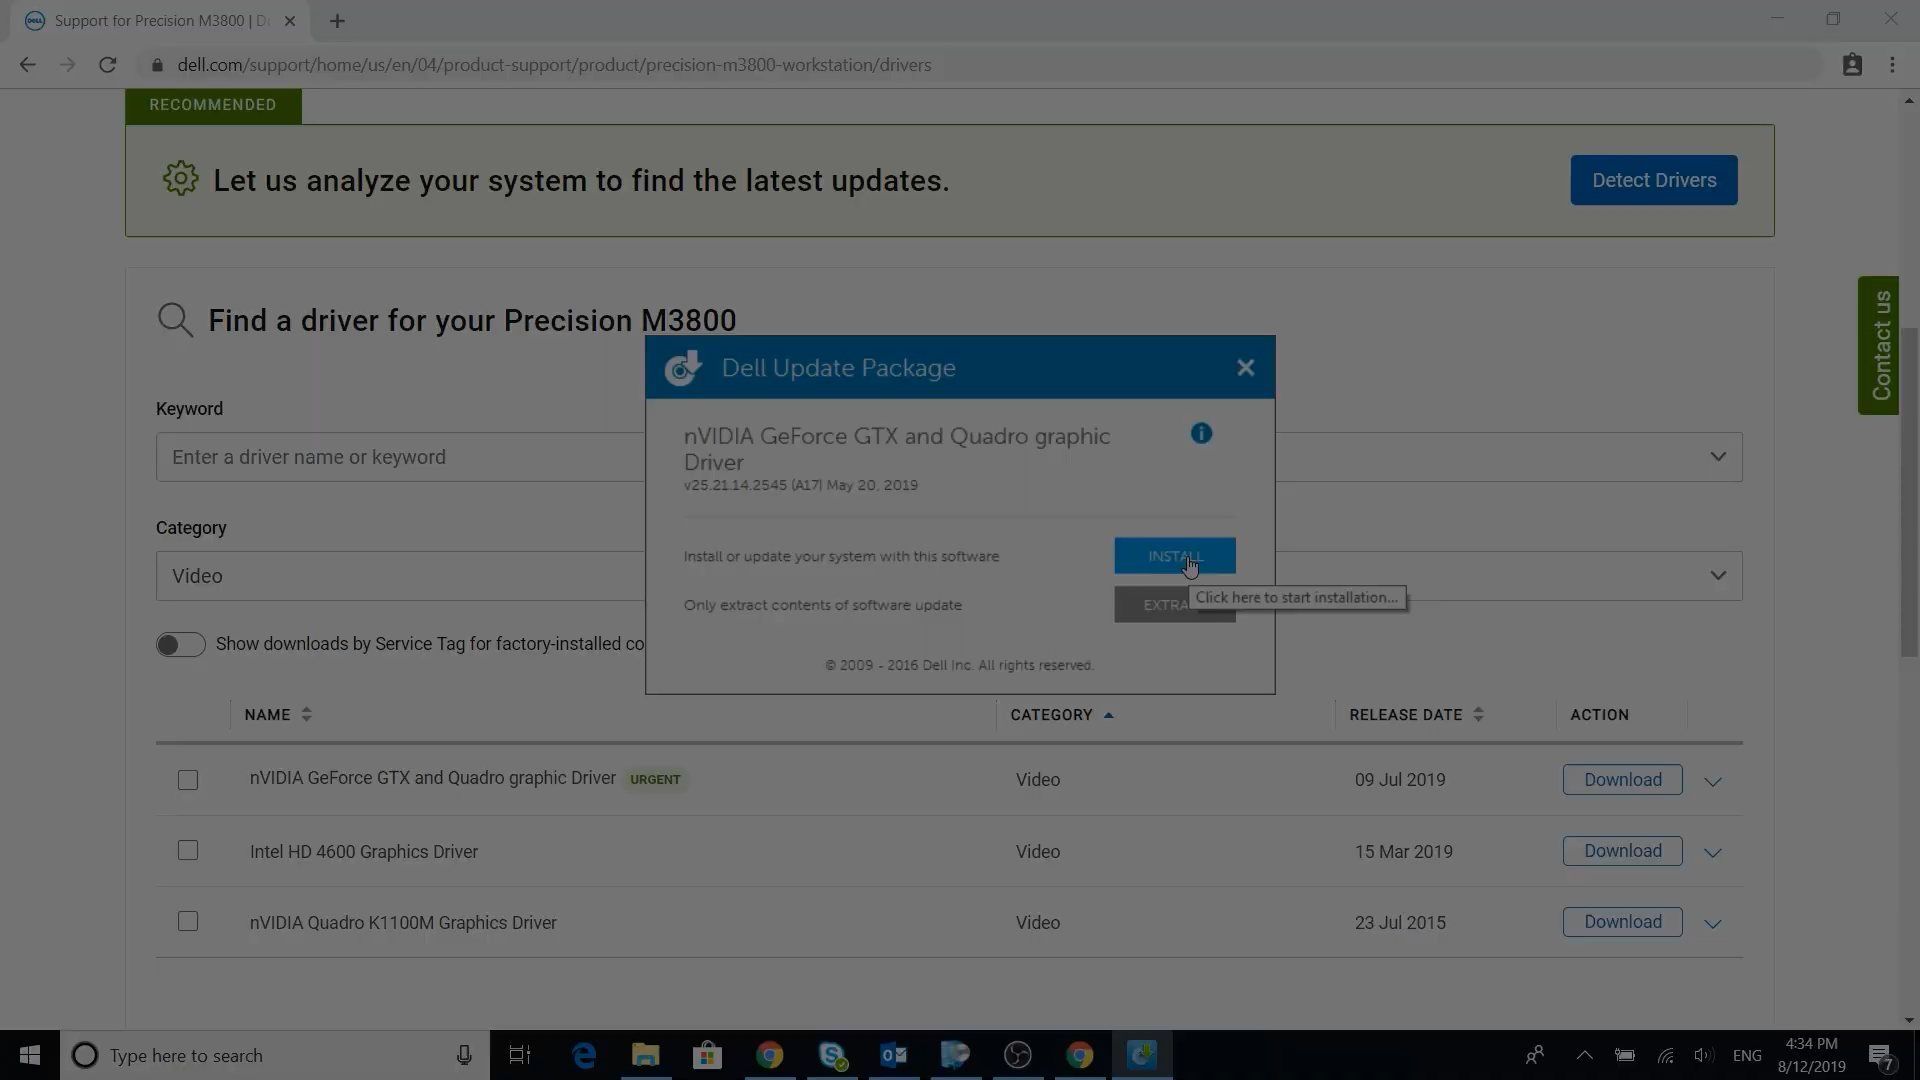 Support for Precision M3800 | D
dell.com/support/home/us/en/04/product-support/product/precision-m3800-workstation/drivers
RECOMMENDED
Let us analyze your system to find the latest updates.
Detect Drivers
Contact us
Find a driver for your Precision M3800
Dell Update Package
Keyword
nVIDIA GeForce GTX and Quadro graphic
Driver
Enter a driver name or keyword
v25.21.14.2545 (A17) May 20, 2019
Category
Install or update your system with this software
INSTALL
Video
Click here to start installation...
Only extract contents of software update
EXTRA
Show downloads by Service Tag for factory-installed co
© 2009 - 2016 Dell Inc. All rights reserved.
NAME CATEGORY RELEASE DATE ACTION
nVIDIA GeForce GTX and Quadro graphic Driver URGENT Video 09 Jul 2019 Download
Intel HD 4600 Graphics Driver Video 15 Mar 2019 Download
nVIDIA Quadro K1100M Graphics Driver Video 23 Jul 2015 Download
Type here to search
ENG
4:34 PM
8/12/2019
7